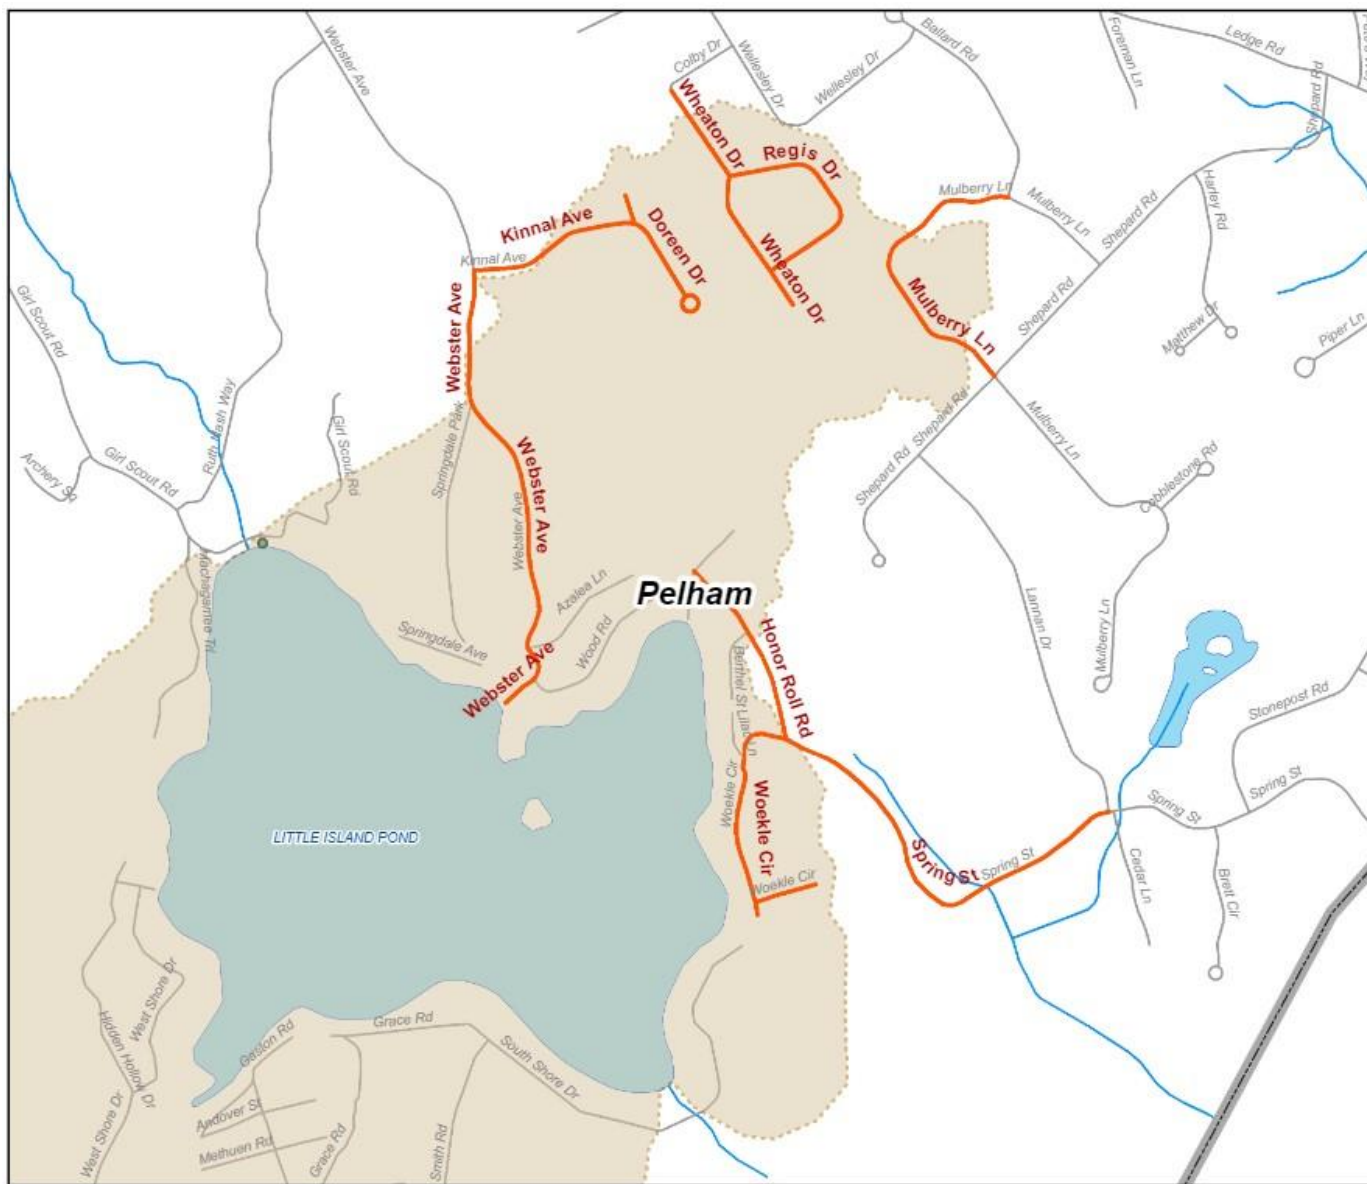 Webster Ave
Colby Dr
Wellesley Dr
Wellesley Dr
Ballard Rd
Foreman Ln
Ledge Rd
Shepard Rd
Wheaton Dr
Regis Dr
Mulberry Ln
Mulberry Ln
Shepard Rd
Harley Rd
Kinnal Ave
Kinnal Ave
Doreen Dr
Wheaton Dr
Mulberry Ln
Shepard Rd
Matthew Dr
Piper Ln
Girl Scout Rd
Webster Ave
Ruth Nash Way
Girl Scout Rd
Springdale Park
Shepard Rd
Mulberry Ln
Archery Sq
Girl Scout Rd
Webster Ave
Webster Ave
Shepard Rd
Cobblestone Rd
Machagamee Trl
Azalea Ln
Pelham
Lannan Dr
Mulberry Ln
Springdale Ave
Wood Rd
Webster Ave
Berthel St
Lilac Ln
Honor Roll Rd
Stonepost Rd
Woekle Cir
Woekle Cir
Spring St
Spring St
LITTLE ISLAND POND
Spring St
Spring St
Woekle Cir
Cedar Ln
Brett Cir
West Shore Dr
Hidden Hollow Dr
Gaston Rd
Grace Rd
South Shore Dr
West Shore Dr
Andover St
Methuen Rd
Grace Rd
Smith Rd